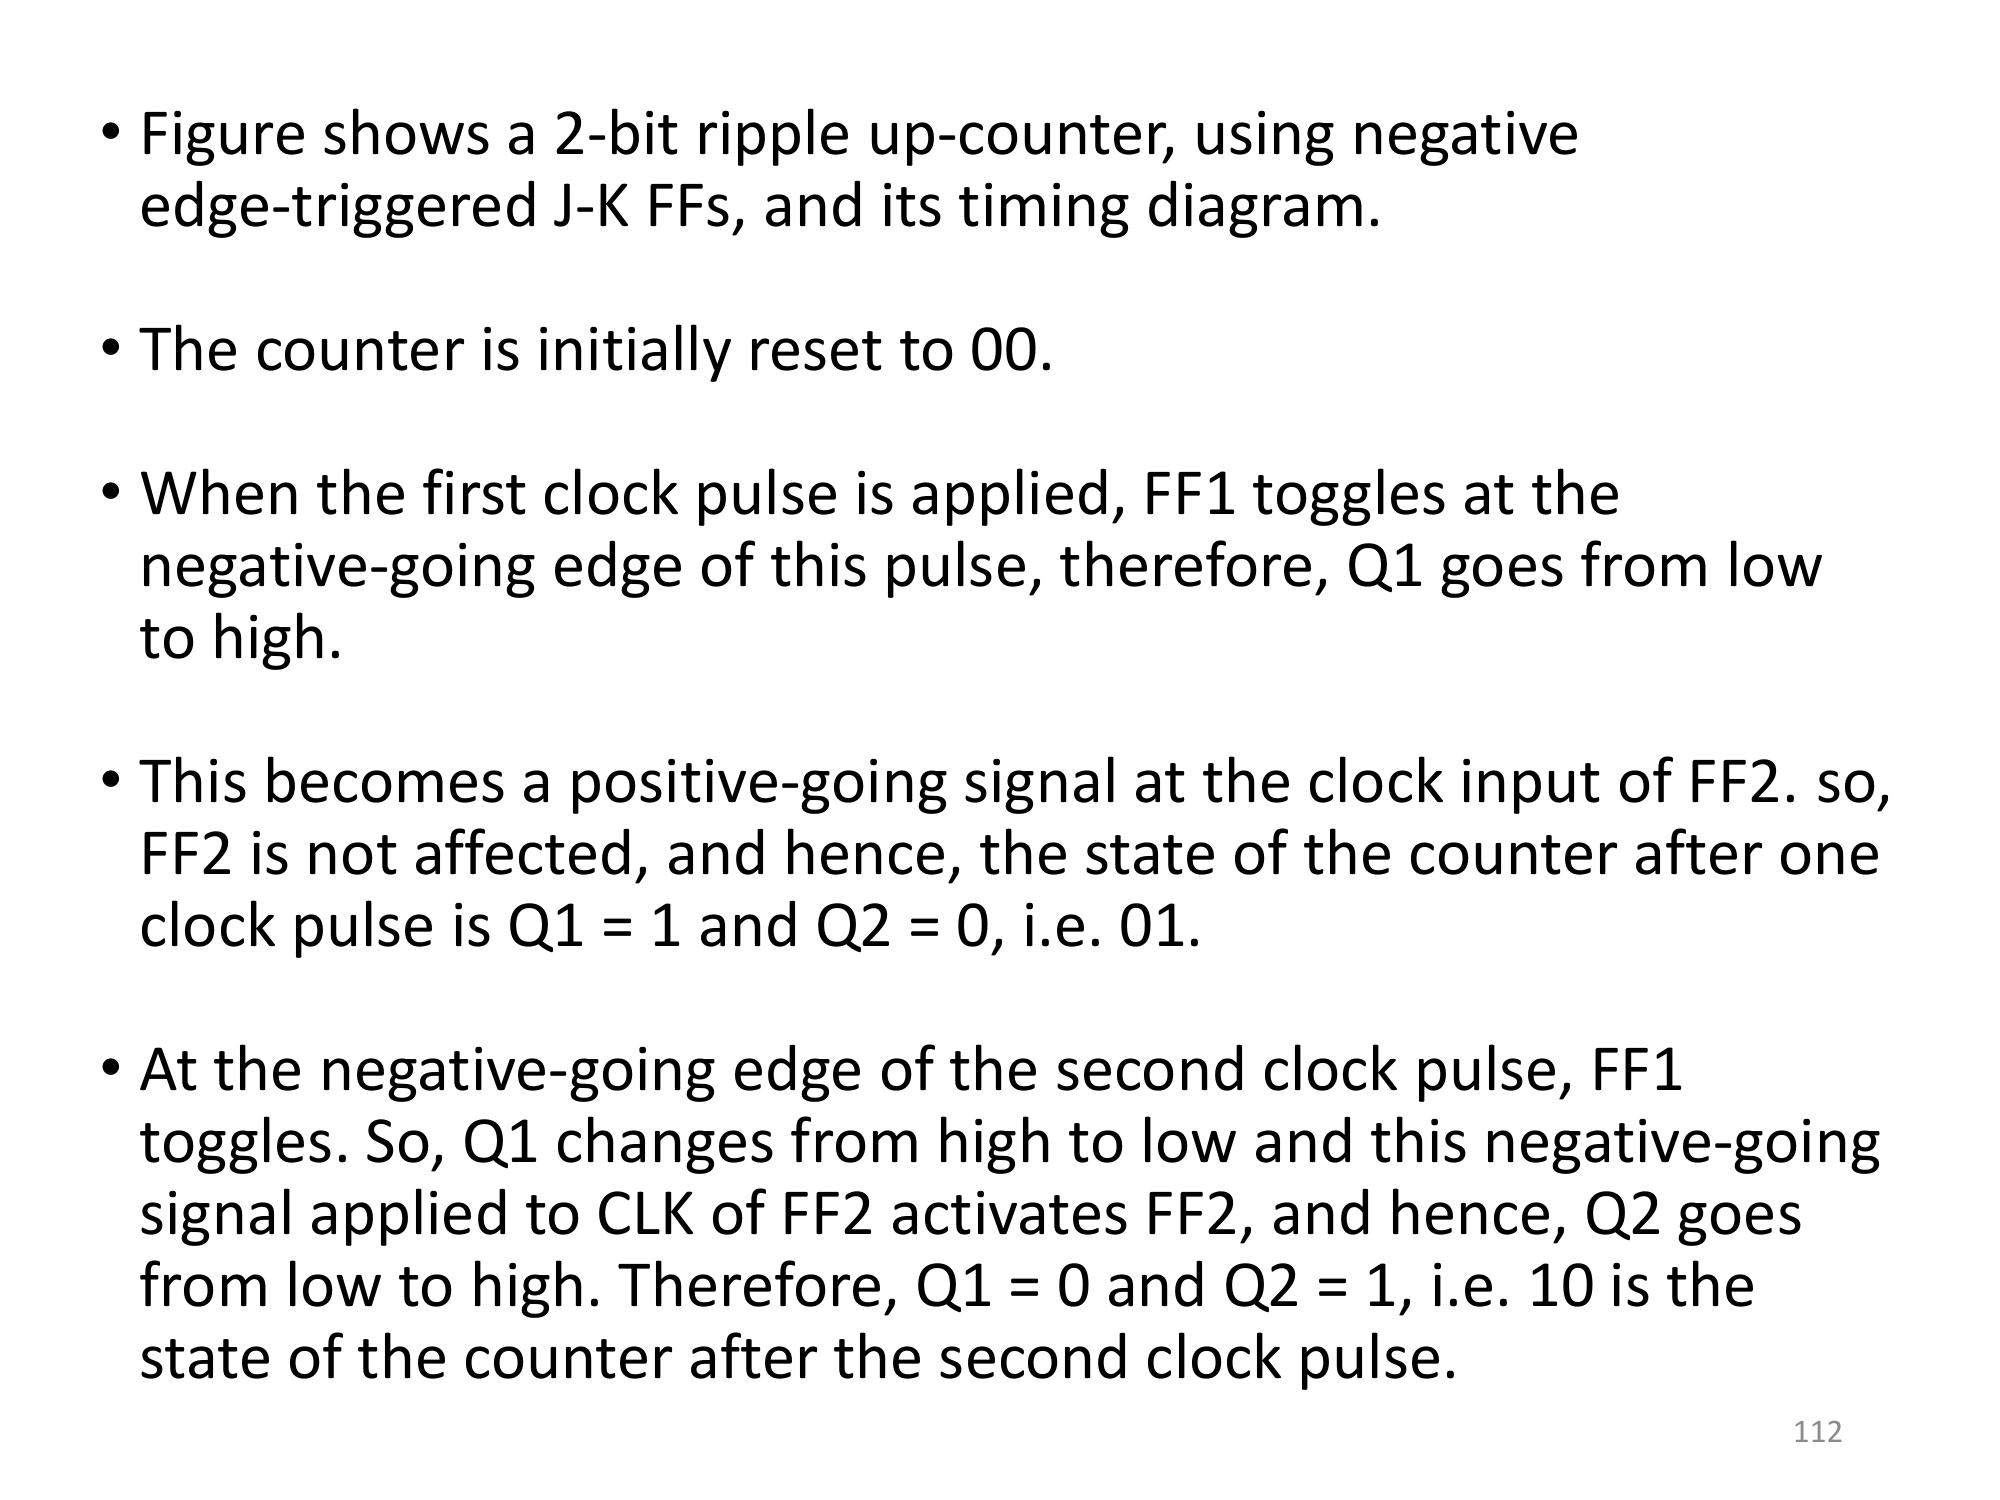 • Figure shows a 2-bit ripple up-counter, using negative
edge-triggered J-K FFs, and its timing diagram.
• The counter is initially reset to 00.
• When the first clock pulse is applied, FF1 toggles at the
negative-going edge of this pulse, therefore, Q1 goes from low
to high.
• This becomes a positive-going signal at the clock input of FF2. so,
FF2 is not affected, and hence, the state of the counter after one
clock pulse is Q1 = 1 and Q2 = 0, i.e. 01.
• At the negative-going edge of the second clock pulse, FF1
toggles. So, Q1 changes from high to low and this negative-going
signal applied to CLK of FF2 activates FF2, and hence, Q2 goes
from low to high. Therefore, Q1 = 0 and Q2 = 1, i.e. 10 is the
state of the counter after the second clock pulse.
112